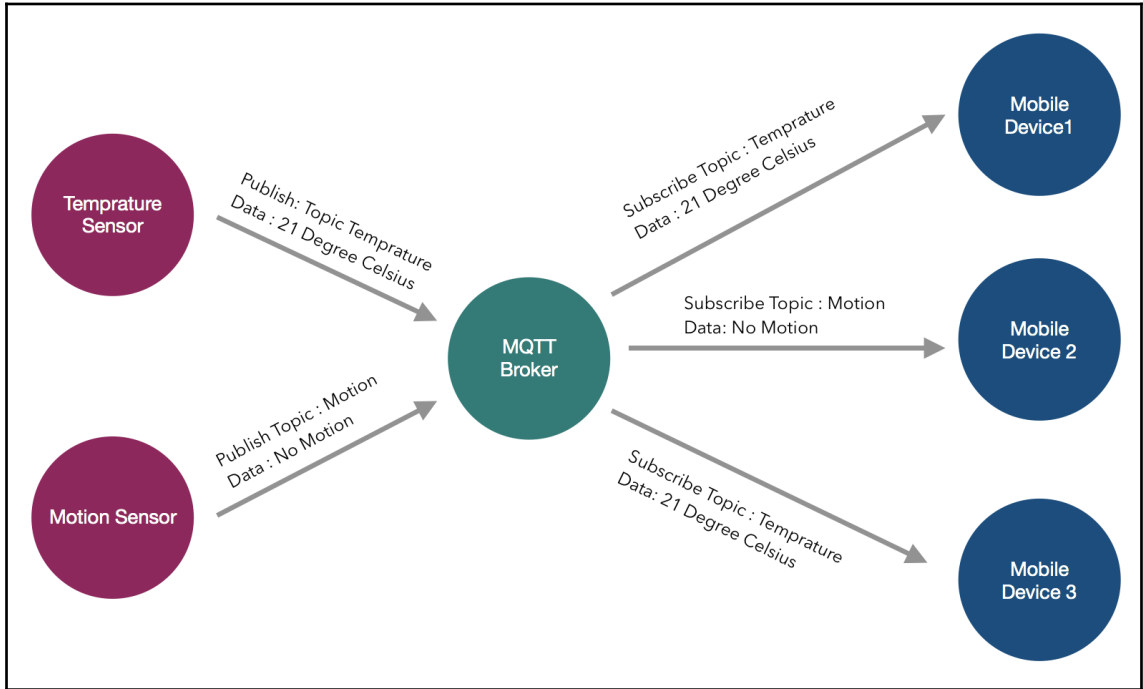 Temprature
Sensor
Publish: Topic Temprature
Data : 21 Degree Celsius
Motion Sensor
Publish Topic : Motion
Data : No Motion
MQTT
Broker
Subscribe Topic : Temprature
Data : 21 Degree Celsius
Mobile
Device1
Subscribe Topic : Motion
Data: No Motion
Mobile
Device 2
Subscribe Topic : Temprature
Data: 21 Degree Celsius
Mobile
Device 3